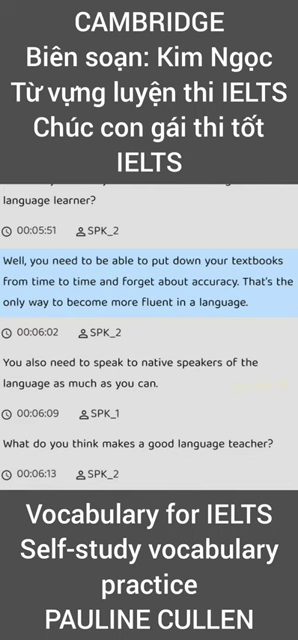 CAMBRIDGE
Biên soạn: Kim Ngọc
Từ vựng luyện thi IELTS
Chúc con gái thi tốt
IELTS
language learner?
00:05:51 SPK_2
Well, you need to be able to put down your textbooks
from time to time and forget about accuracy. That's the
only way to become more fluent in a language.
00:06:02 SPK_2
You also need to speak to native speakers of the
language as much as you can.
00:06:09 SPK_1
What do you think makes a good language teacher?
00:06:13 SPK_2
Vocabulary for IELTS
Self-study vocabulary
practice
PAULINE CULLEN